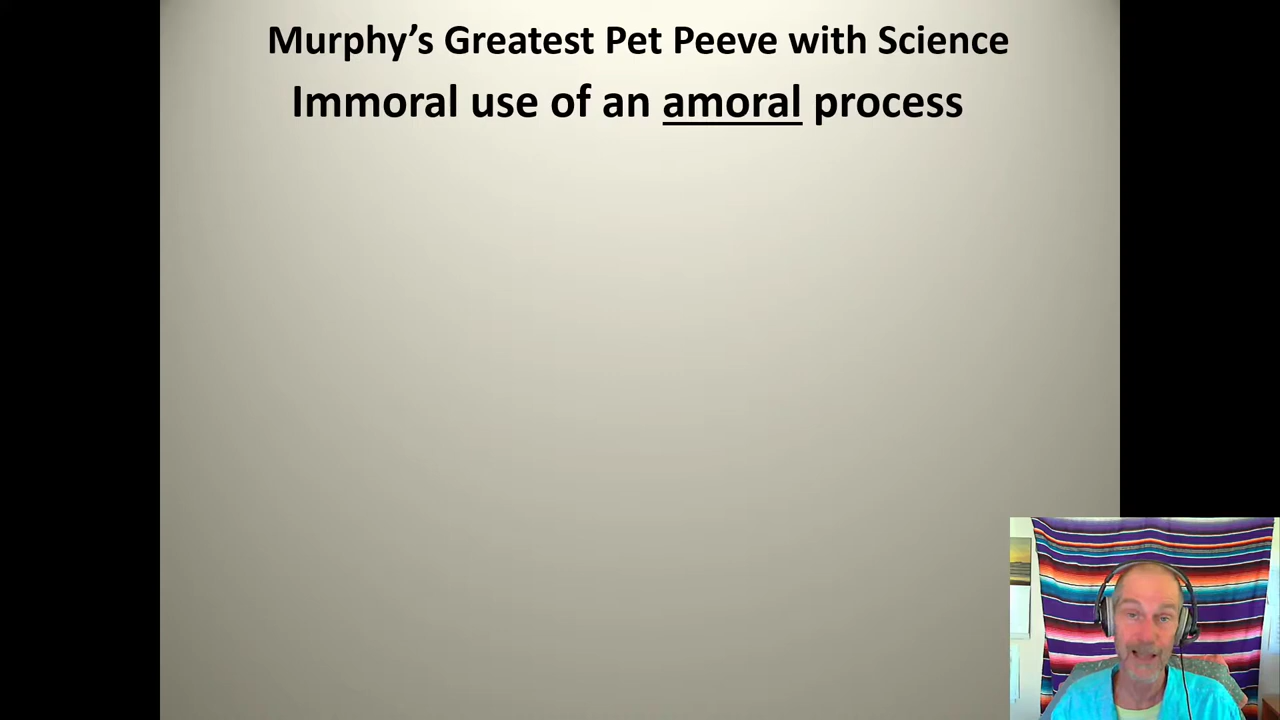 Murphy’s Greatest Pet Peeve with Science
Immoral use of an amoral process